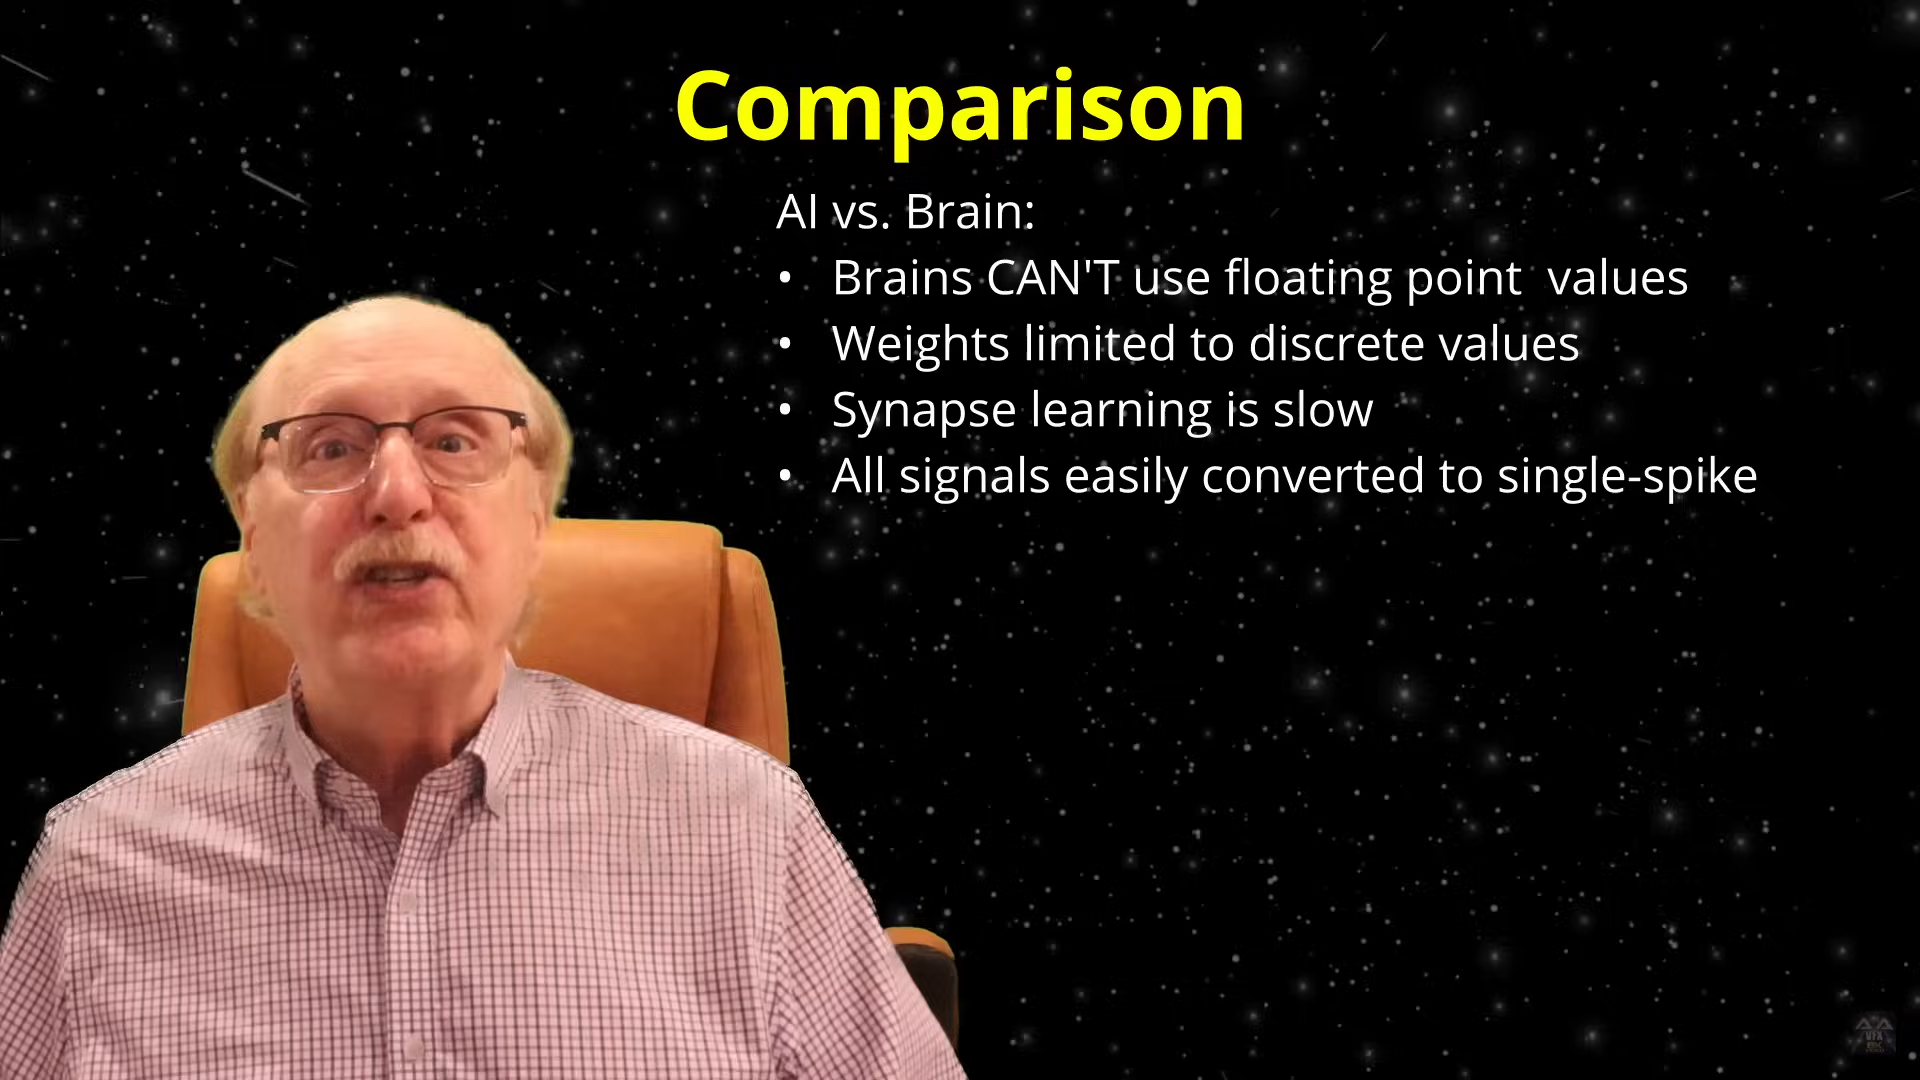 Comparison
AI vs. Brain:
• Brains CAN'T use floating point  values
• Weights limited to discrete values
• Synapse learning is slow
• All signals easily converted to single-spike